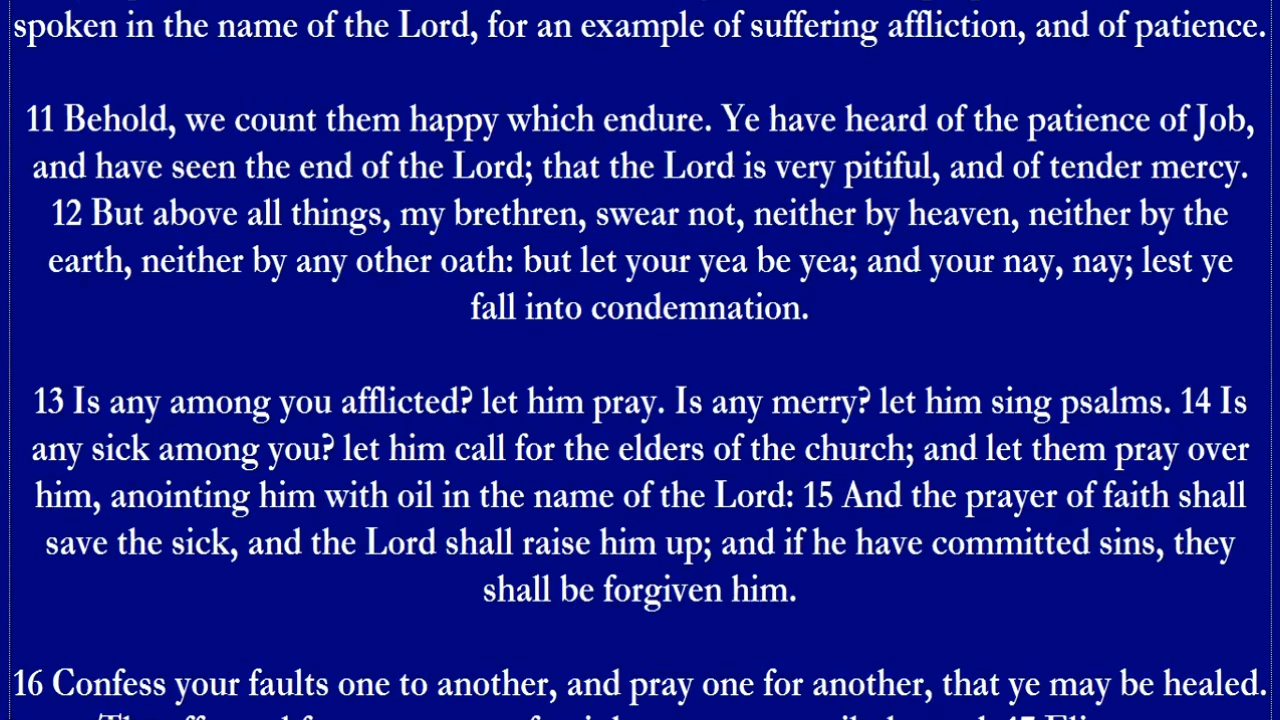 spoken in the name of the Lord, for an example of suffering affliction, and of patience.
11 Behold, we count them happy which endure. Ye have heard of the patience of Job,
and have seen the end of the Lord; that the Lord is very pitiful, and of tender mercy.
12 But above all things, my brethren, swear not, neither by heaven, neither by the
earth, neither by any other oath: but let your yea be yea; and your nay, nay; lest ye
fall into condemnation.
13 Is any among you afflicted? let him pray. Is any merry? let him sing psalms. 14 Is
any sick among you? let him call for the elders of the church; and let them pray over
him, anointing him with oil in the name of the Lord: 15 And the prayer of faith shall
save the sick, and the Lord shall raise him up; and if he have committed sins, they
shall be forgiven him.
16 Confess your faults one to another, and pray one for another, that ye may be healed.